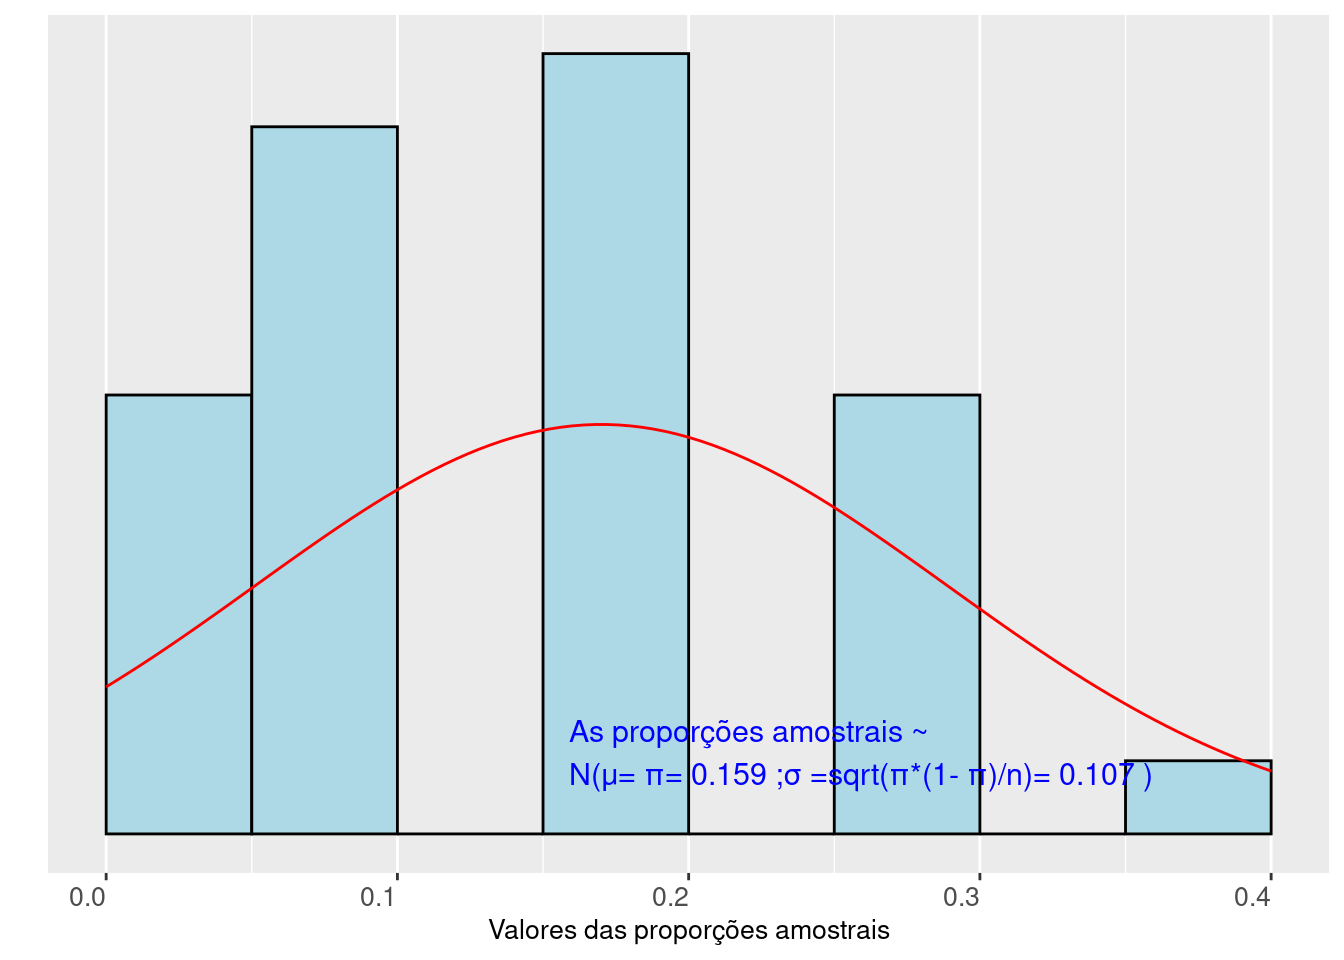 As proporções amostrais ~
N(μ= π= 0.159 ;σ =sqrt(π*(1- π)/n)= 0.107 )
0.0 0.1 0.2 0.3 0.4
Valores das proporções amostrais